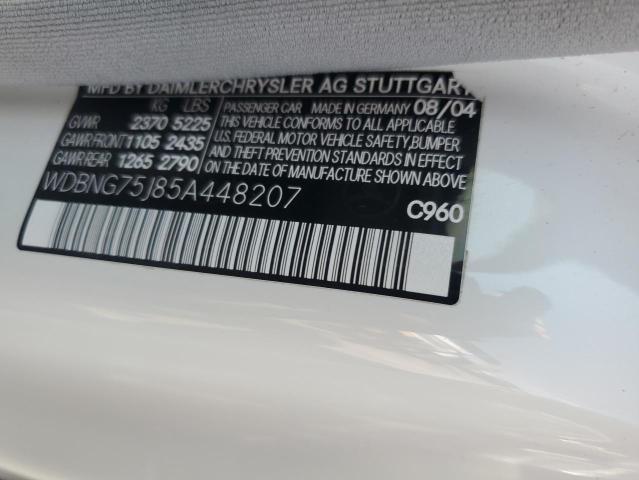 MFD BY DAIMLERCHRYSLER AG STUTTGART
KG LBS
GVWR 2370 5225
GAWR FRONT 1105 2435
GAWR REAR 1265 2790
PASSENGER CAR MADE IN GERMANY 08/04
THIS VEHICLE CONFORMS TO ALL APPLICABLE
U.S. FEDERAL MOTOR VEHICLE SAFETY, BUMPER
AND THEFT PREVENTION STANDARDS IN EFFECT
ON THE DATE OF MANUFACTURE SHOWN ABOVE
WDBNG75J85A448207
C960